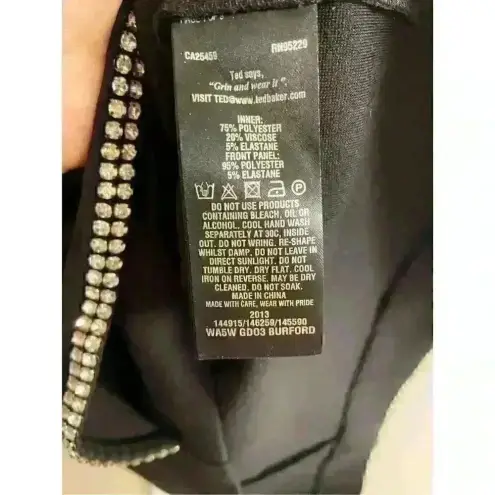 CA25459 RN95229
Ted says,
"Grin and wear it".
VISIT TED@www.tedbaker.com
INNER:
75% POLYESTER
20% VISCOSE
5% ELASTANE
FRONT PANEL:
95% POLYESTER
5% ELASTANE
DO NOT USE PRODUCTS
CONTAINING BLEACH, OIL OR
ALCOHOL. COOL HAND WASH
SEPARATELY AT 30C, INSIDE
OUT. DO NOT WRING. RE-SHAPE
WHILST DAMP. DO NOT LEAVE IN
DIRECT SUNLIGHT. DO NOT
TUMBLE DRY. DRY FLAT. COOL
IRON ON REVERSE. MAY BE DRY
CLEANED. DO NOT SOAK.
MADE IN CHINA
MADE WITH CARE, WEAR WITH PRIDE
2013
144915/146259/145590
WA5W GD03 BURFORD